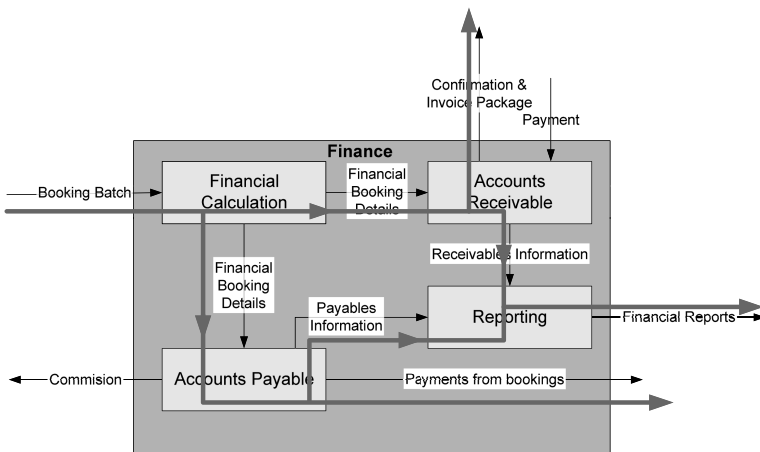 Confirmation &
Invoice Package
Payment
Finance
Booking Batch
Financial
Calculation
Financial
Booking
Details
Accounts
Receivable
Financial
Booking
Details
Receivables Information
Payables
Information
Reporting
Financial Reports
Commision
Accounts Payable
Payments from bookings